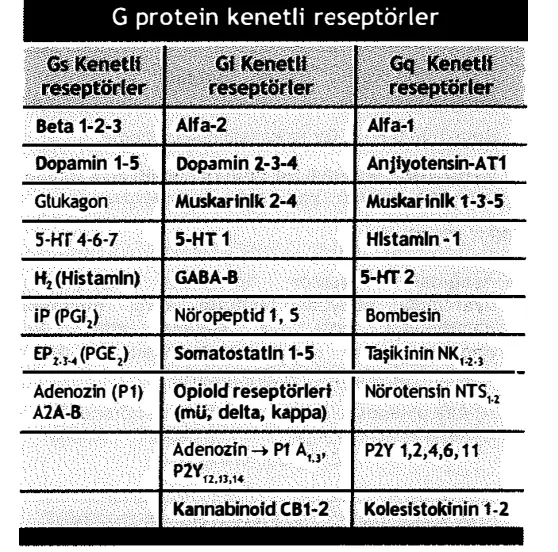 G protein kenetli reseptörler
Gs Kenetli reseptörler | Gi Kenetli reseptörler | Gq Kenetli reseptörler
Beta 1-2-3 | Alfa-2 | Alfa-1
Dopamin 1-5 | Dopamin 2-3-4 | Anjiyotensin-AT1
Glukagon | Muskarinik 2-4 | Muskarinik 1-3-5
5-HT 4-6-7 | 5-HT 1 | Histamin - 1
H₂ (Histamin) | GABA-B | 5-HT 2
iP (PGI₂) | Nöropeptid 1, 5 | Bombesin
EP₂₋₃₋₄ (PGE₂) | Somatostatin 1-5 | Taşikinin NK₁₋₂₋₃
Adenozin (P1) A2A-B | Opioid reseptörleri (mü, delta, kappa) | Nörotensin NTS₁₋₂
Adenozin → P1 A₁,₃, P2Y₁₂,₁₃,₁₄ | P2Y 1,2,4,6, 11
Kannabinoid CB1-2 | Kolesistokinin 1-2